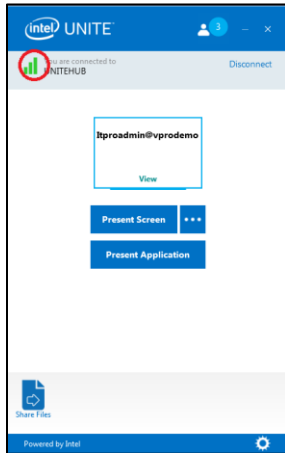 intel UNITE
3
You are connected to
UNITEHUB
Disconnect
Itproadmin@vprodemo
View
Present Screen
Present Application
Share Files
Powered by Intel